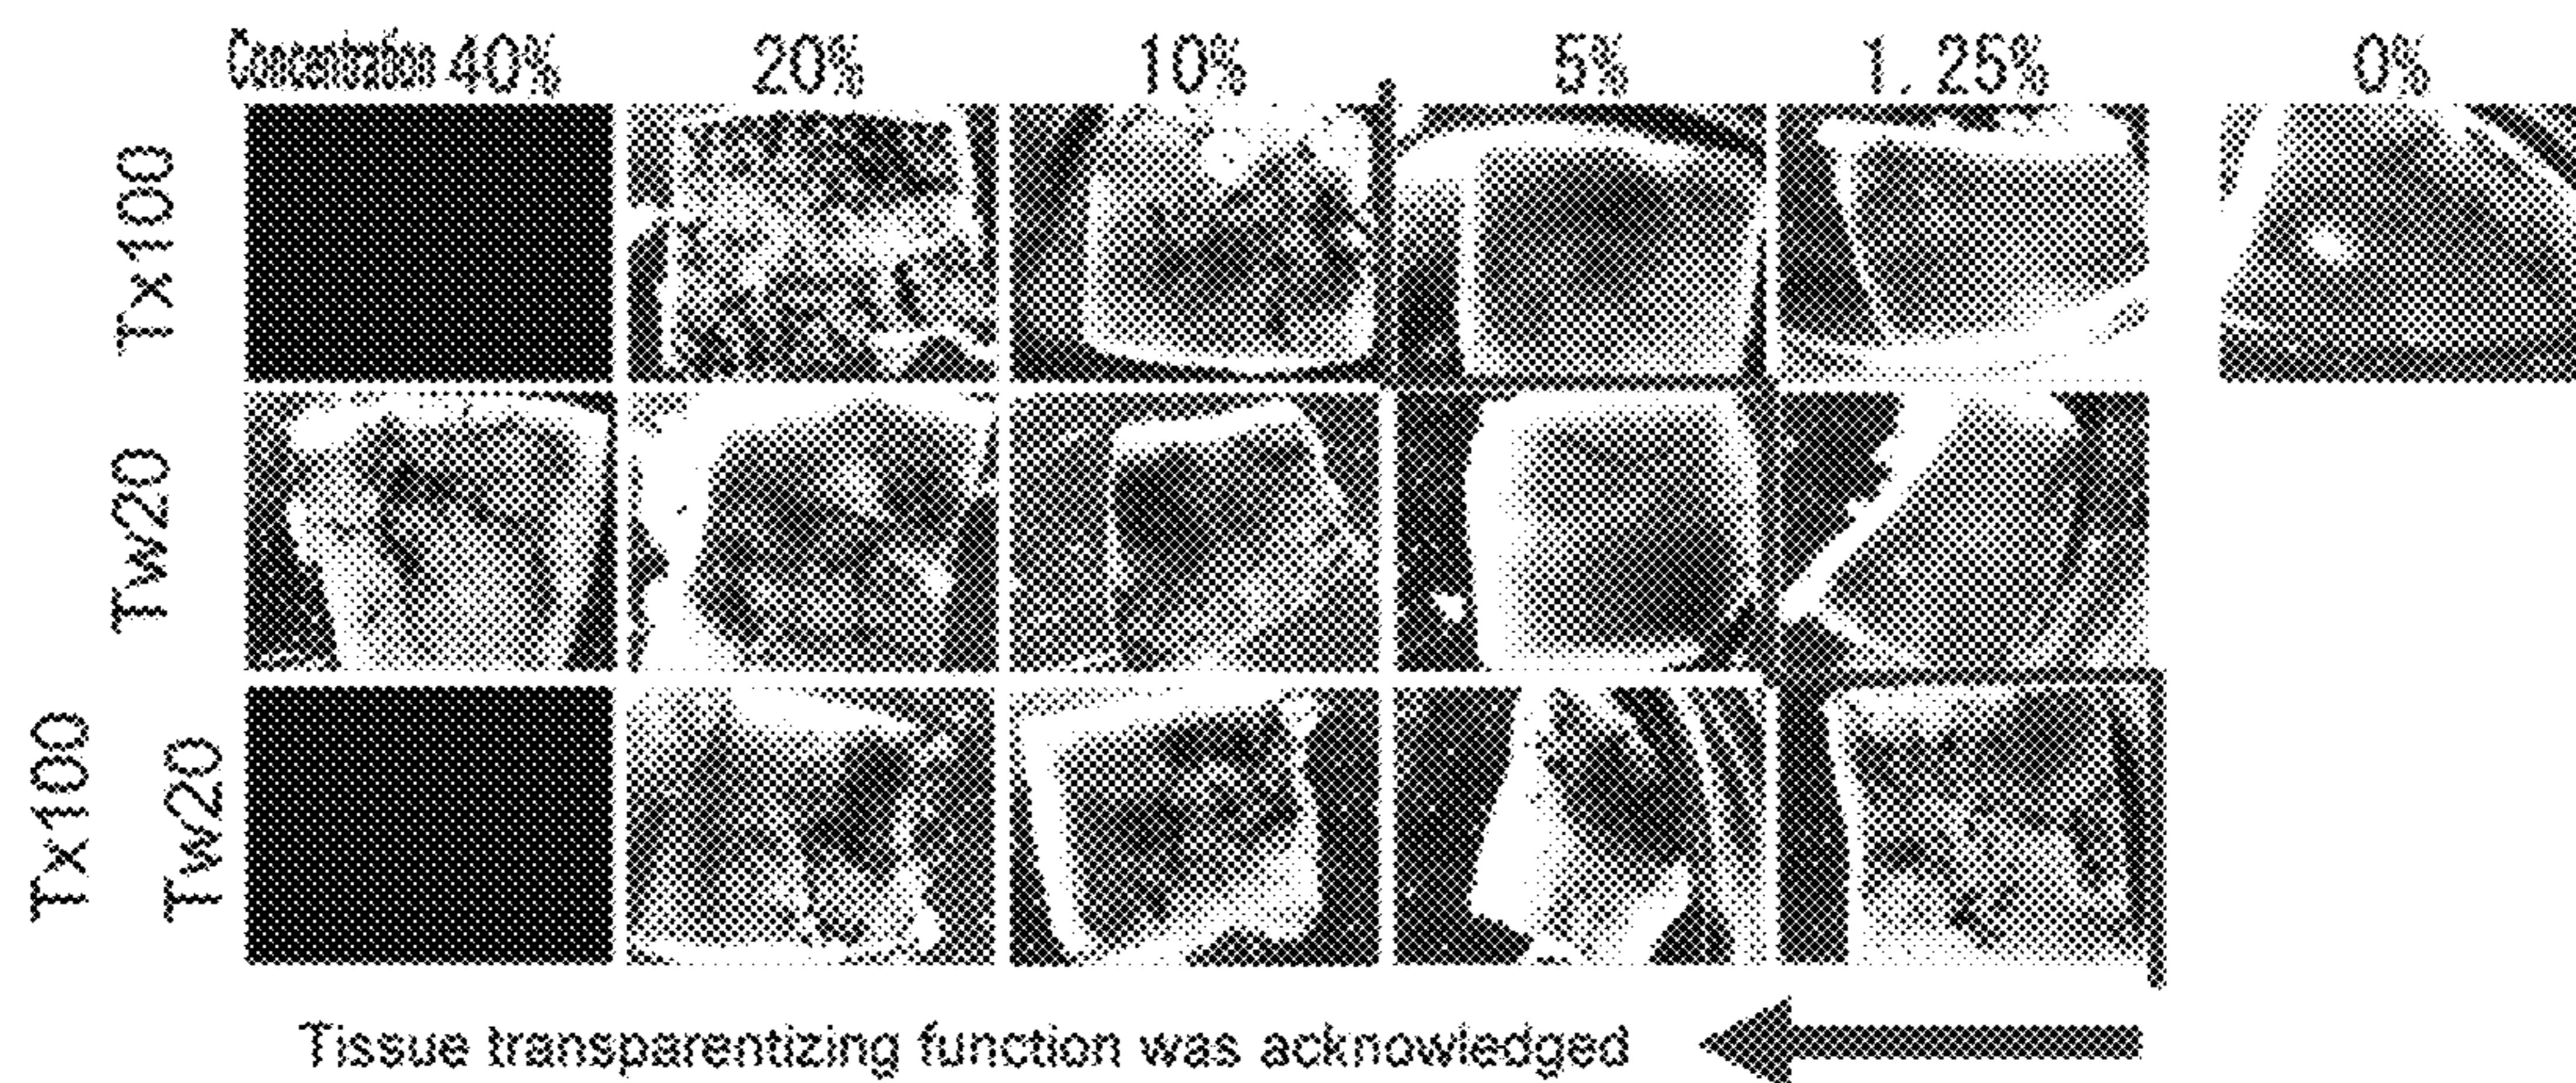 Concentration 40% 20% 10% 5% 1.25% 0%
Tx100
Tw20
Tx100
Tw20
Tissue transparentizing function was acknowledged